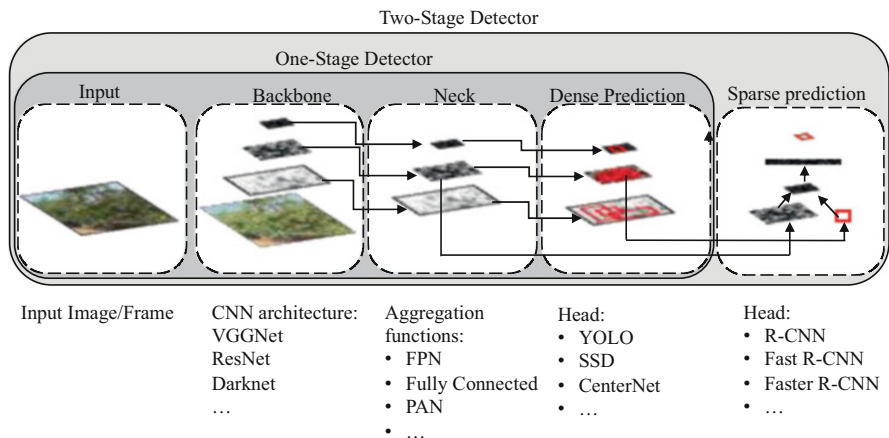 Two-Stage Detector
One-Stage Detector
Input
Backbone
Neck
Dense Prediction
Sparse prediction
Input Image/Frame
CNN architecture:
VGGNet
ResNet
Darknet
…
Aggregation
functions:
• FPN
• Fully Connected
• PAN
• …
Head:
• YOLO
• SSD
• CenterNet
• …
Head:
• R-CNN
• Fast R-CNN
• Faster R-CNN
• …